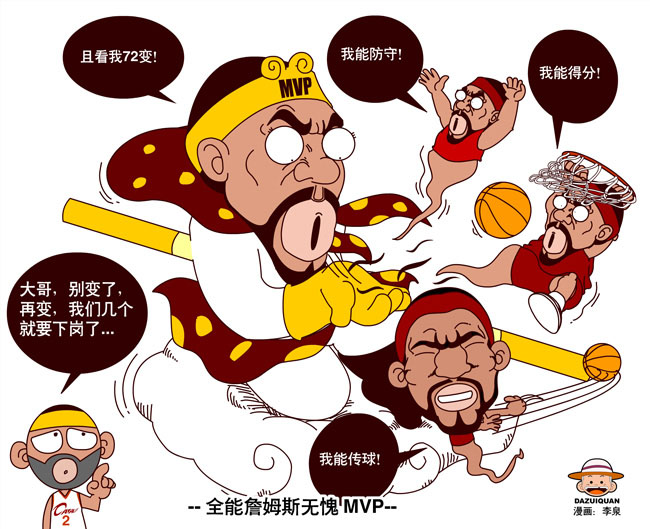 且看我72变!
我能防守!
我能得分!
MVP
大哥，别变了，
再变，我们几个
就要下岗了...
我能传球!
2
-- 全能詹姆斯无愧 MVP--
DAZUIQUAN
漫画：李泉